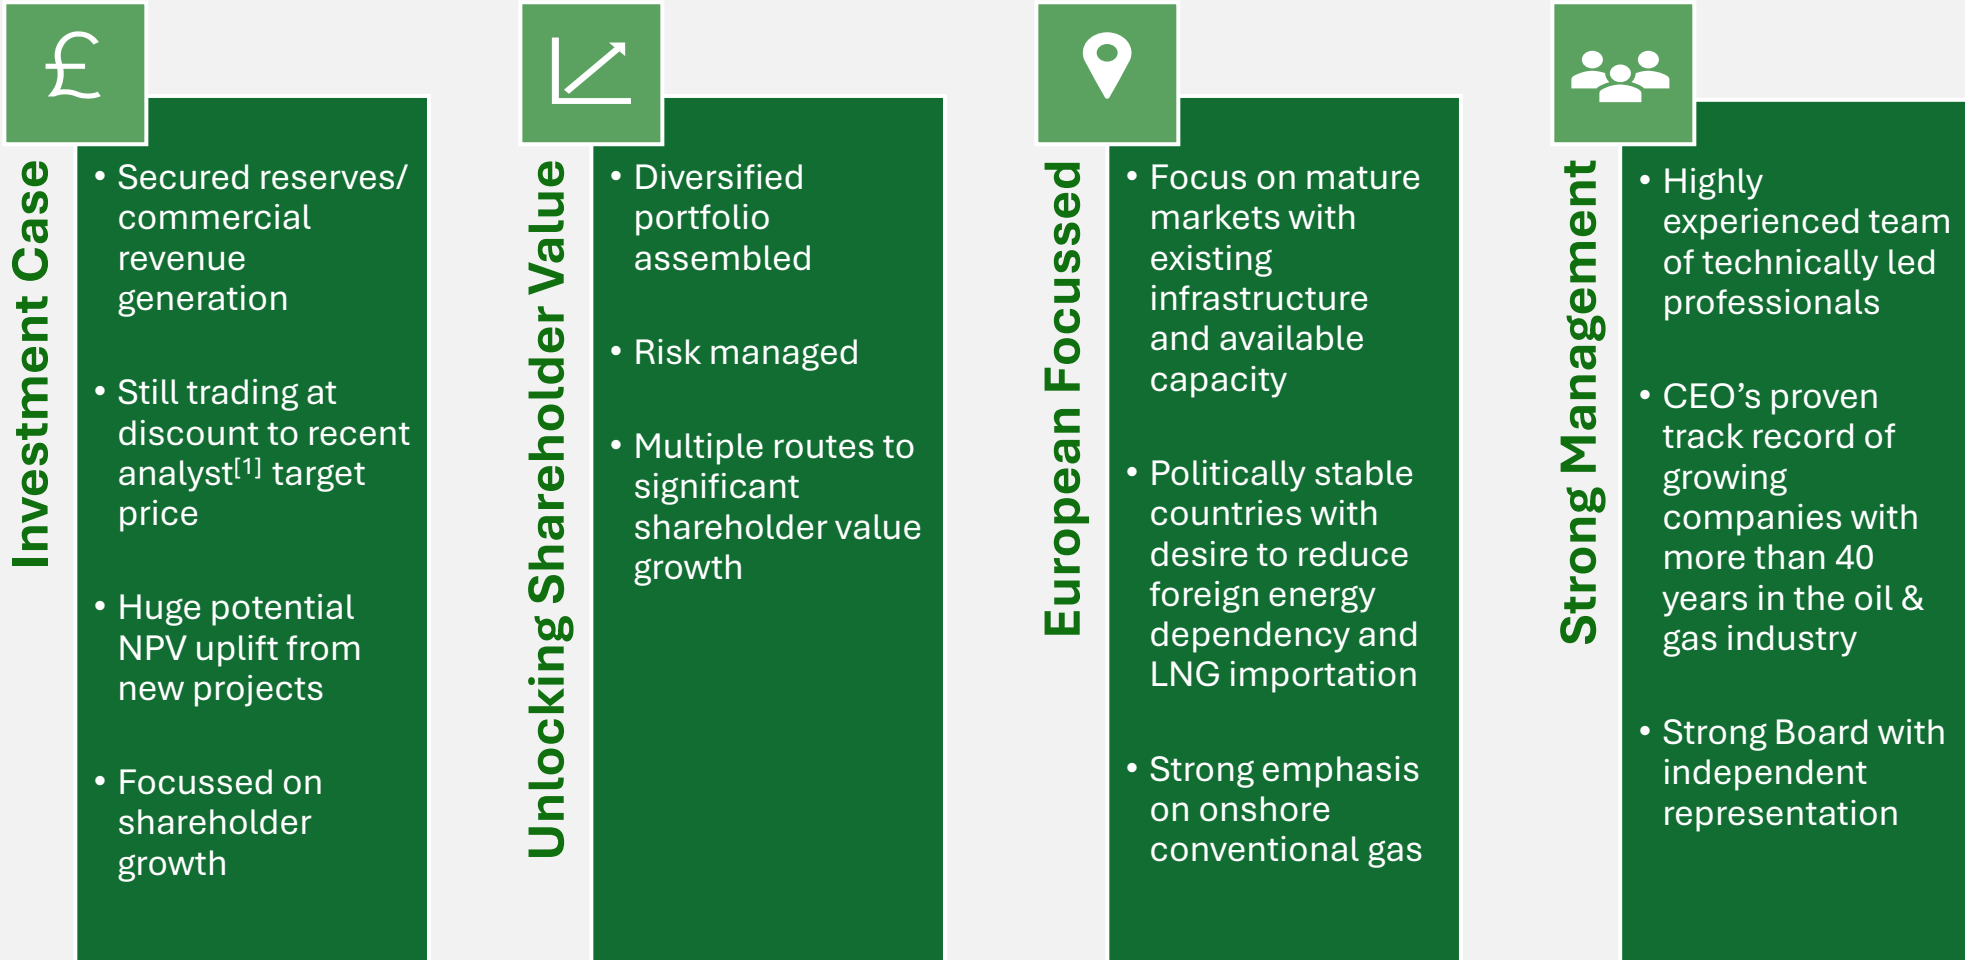 £
Investment Case
• Secured reserves/
commercial
revenue
generation
• Still trading at
discount to recent
analyst[1] target
price
• Huge potential
NPV uplift from
new projects
• Focussed on
shareholder
growth
Unlocking Shareholder Value
• Diversified
portfolio
assembled
• Risk managed
• Multiple routes to
significant
shareholder value
growth
European Focussed
• Focus on mature
markets with
existing
infrastructure
and available
capacity
• Politically stable
countries with
desire to reduce
foreign energy
dependency and
LNG importation
• Strong emphasis
on onshore
conventional gas
Strong Management
• Highly
experienced team
of technically led
professionals
• CEO’s proven
track record of
growing
companies with
more than 40
years in the oil &
gas industry
• Strong Board with
independent
representation